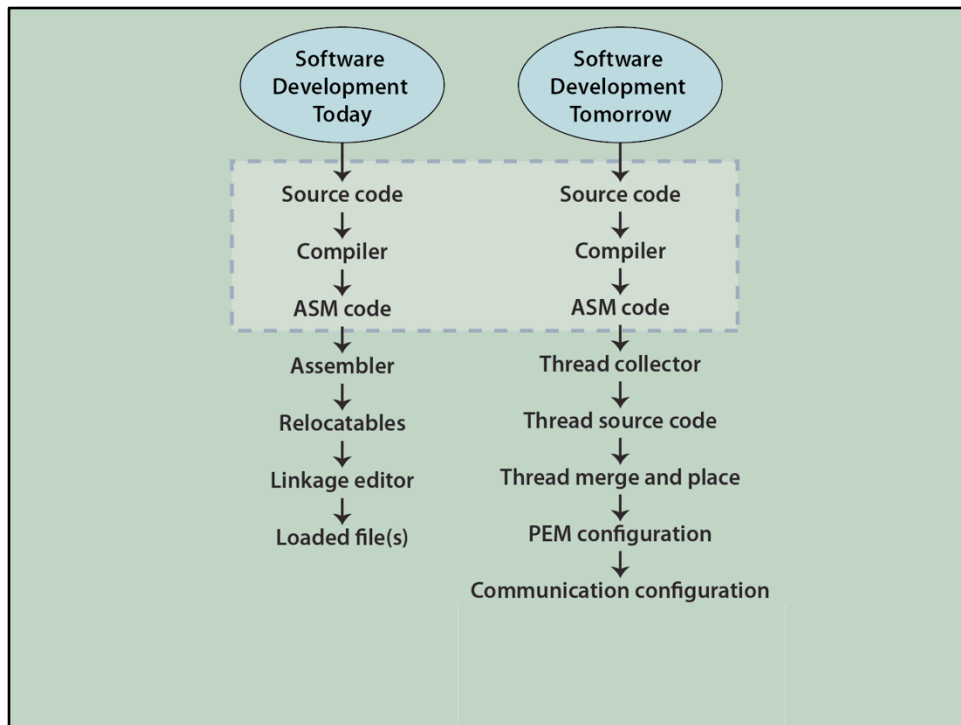 Software
Development
Today
Source code
Compiler
ASM code
Assembler
Relocatables
Linkage editor
Loaded file(s)
Software
Development
Tomorrow
Source code
Compiler
ASM code
Thread collector
Thread source code
Thread merge and place
PEM configuration
Communication configuration